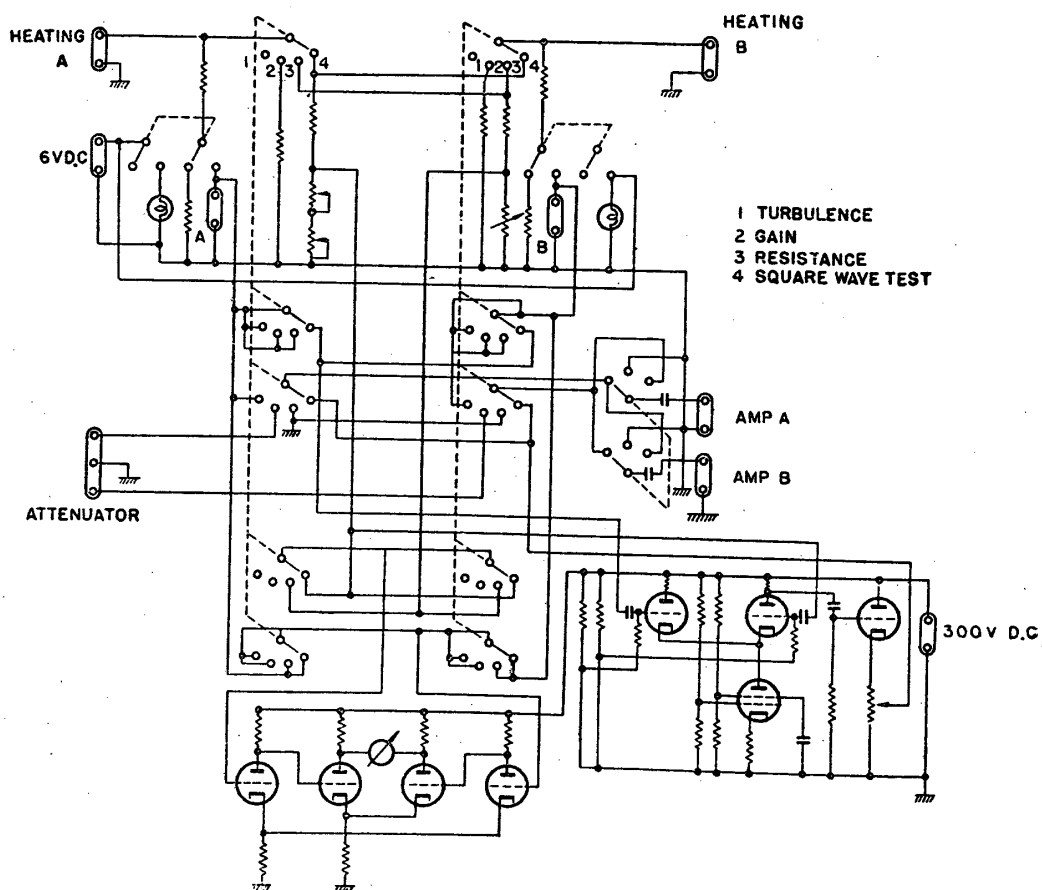 HEATING
A
HEATING
B
1
2
3
4
1
2
3
4
6V D.C
A
B
1 TURBULENCE
2 GAIN
3 RESISTANCE
4 SQUARE WAVE TEST
AMP A
AMP B
ATTENUATOR
300V D.C